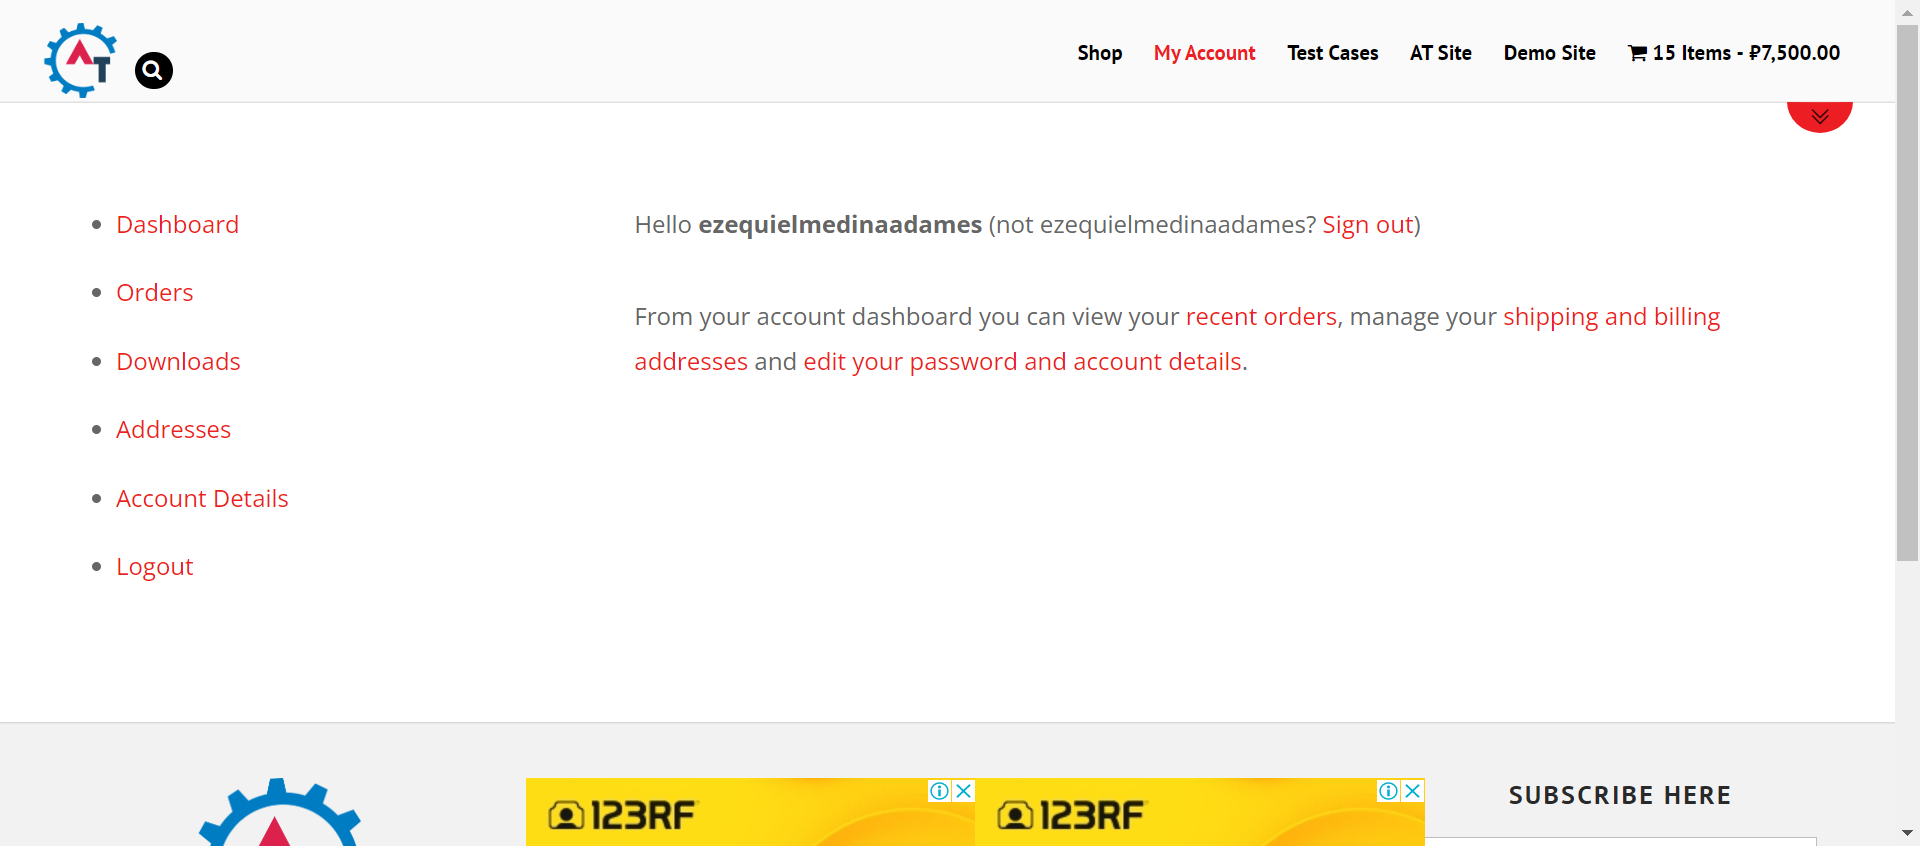 AT
Shop My Account Test Cases AT Site Demo Site 15 Items - ₽7,500.00
Dashboard
Orders
Downloads
Addresses
Account Details
Logout
Hello ezequielmedinaadames (not ezequielmedinaadames? Sign out)
From your account dashboard you can view your recent orders, manage your shipping and billing
addresses and edit your password and account details.
123RF 123RF
SUBSCRIBE HERE